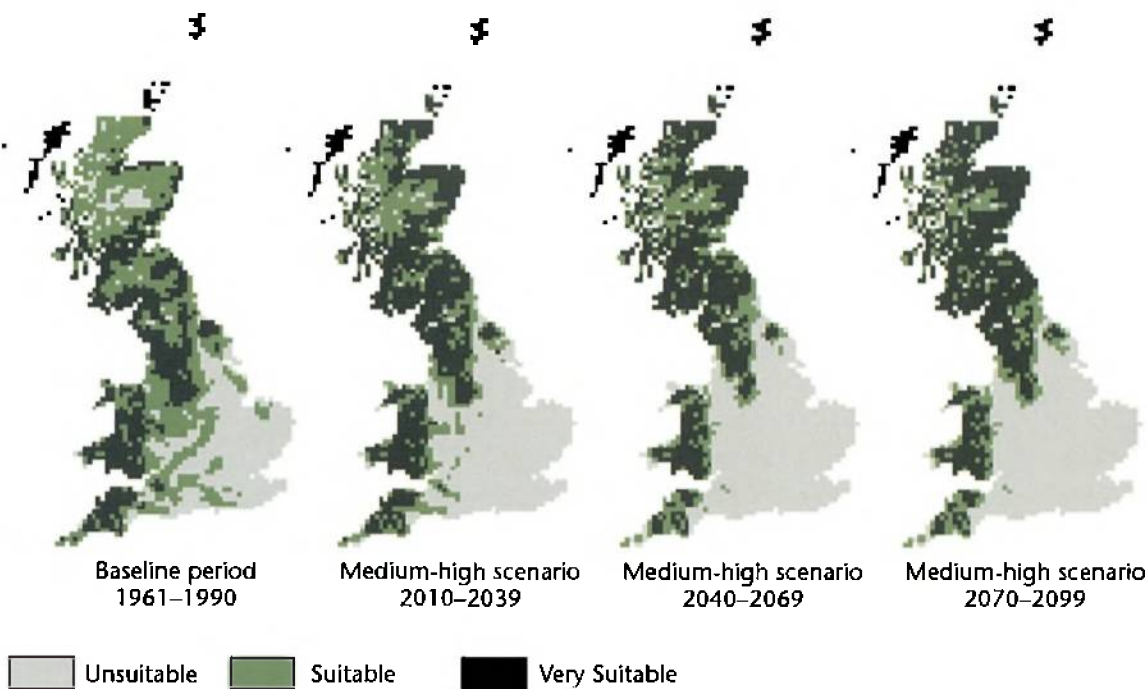 Baseline period
1961–1990
Medium-high scenario
2010–2039
Medium-high scenario
2040–2069
Medium-high scenario
2070–2099
Unsuitable
Suitable
Very Suitable